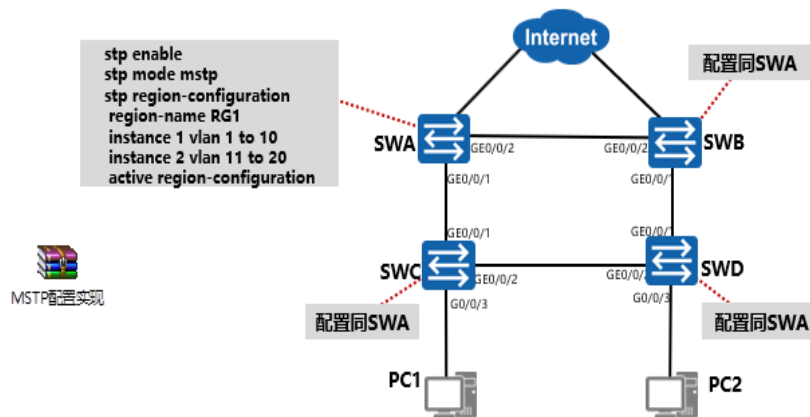 Internet
stp enable
stp mode mstp
stp region-configuration
region-name RG1
instance 1 vlan 1 to 10
instance 2 vlan 11 to 20
active region-configuration
配置同SWA
SWA
GE0/0/2
GE0/0/2
SWB
GE0/0/1
GE0/0/1
GE0/0/1
GE0/0/1
SWC
GE0/0/2
GE0/0/2
SWD
G0/0/3
G0/0/3
MSTP配置实现
配置同SWA
配置同SWA
PC1
PC2